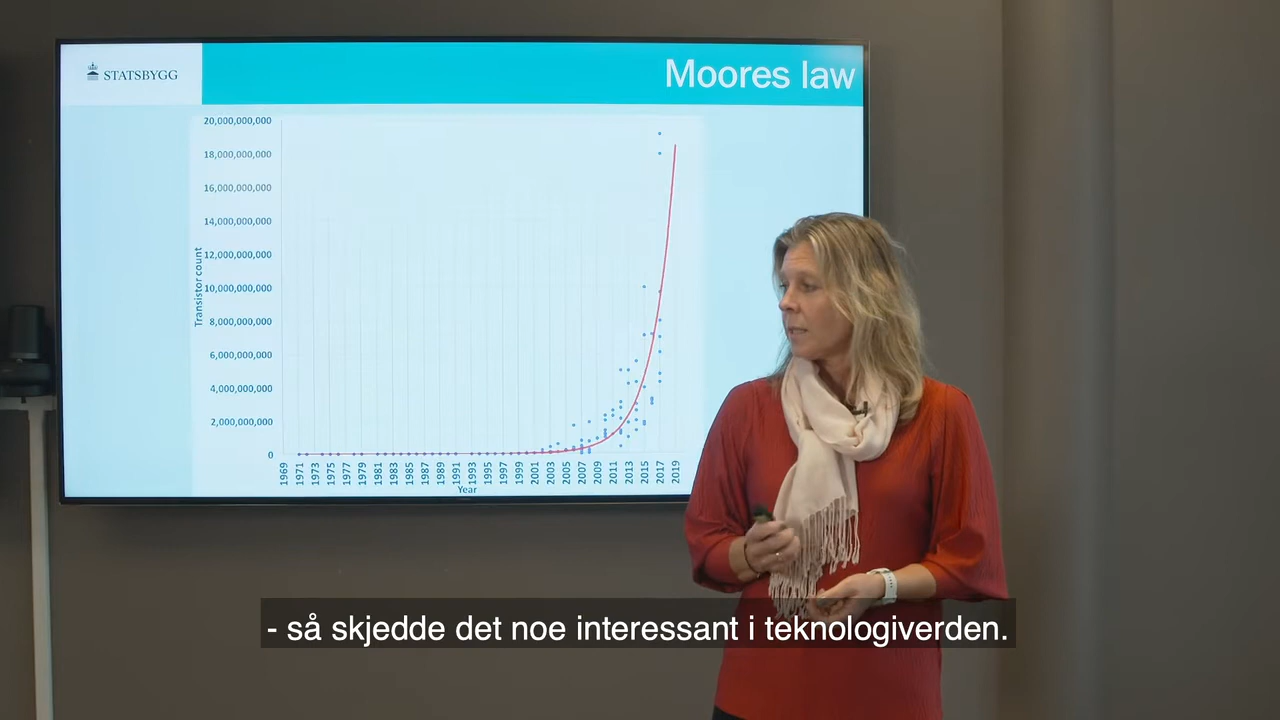 STATSBYGG
Moores law
20,000,000,000
18,000,000,000
16,000,000,000
14,000,000,000
12,000,000,000
10,000,000,000
8,000,000,000
6,000,000,000
4,000,000,000
2,000,000,000
0
Transistor count
1969 1971 1973 1975 1977 1979 1981 1983 1985 1987 1989 1991 1993 1995 1997 1999 2001 2003 2005 2007 2009 2011 2013 2015 2017 2019
Year
- så skjedde det noe interessant i teknologiverden.